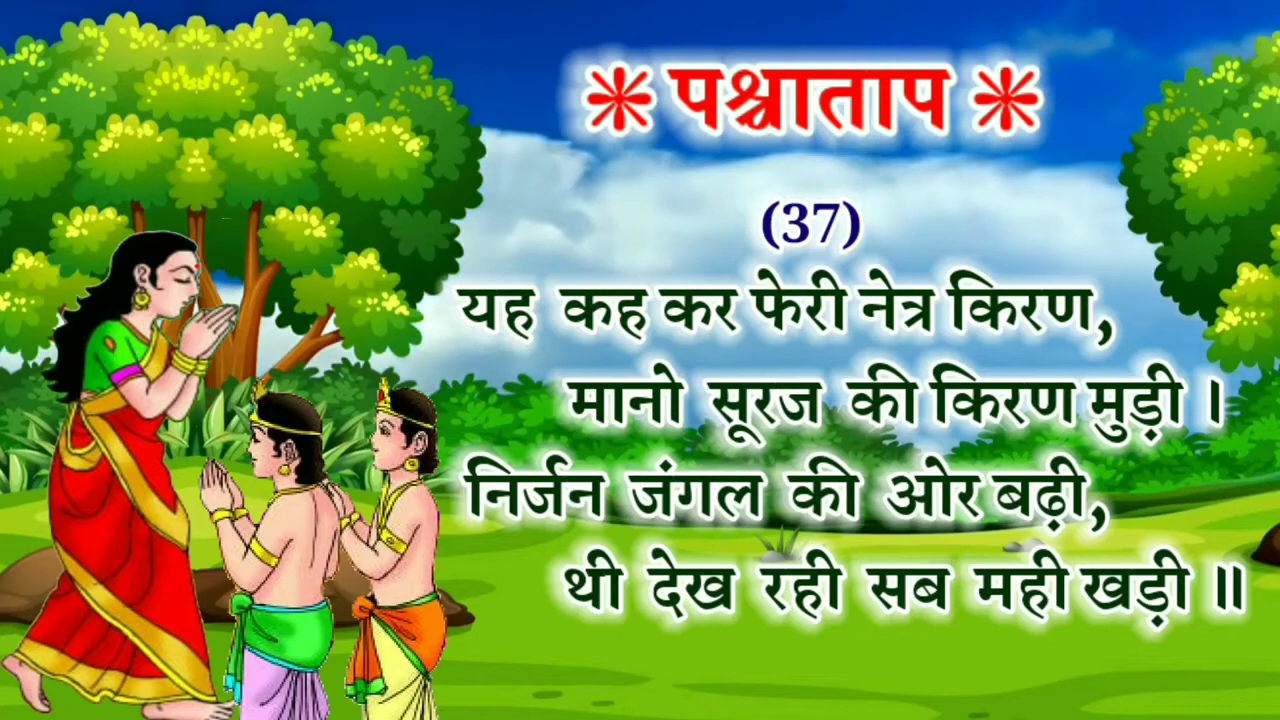 ❋ पश्चाताप ❋
(37)
यह कह कर फेरी नेत्र किरण,
मानो सूरज की किरण मुड़ी ।
निर्जन जंगल की ओर बढ़ी,
थी देख रही सब मही खड़ी ॥